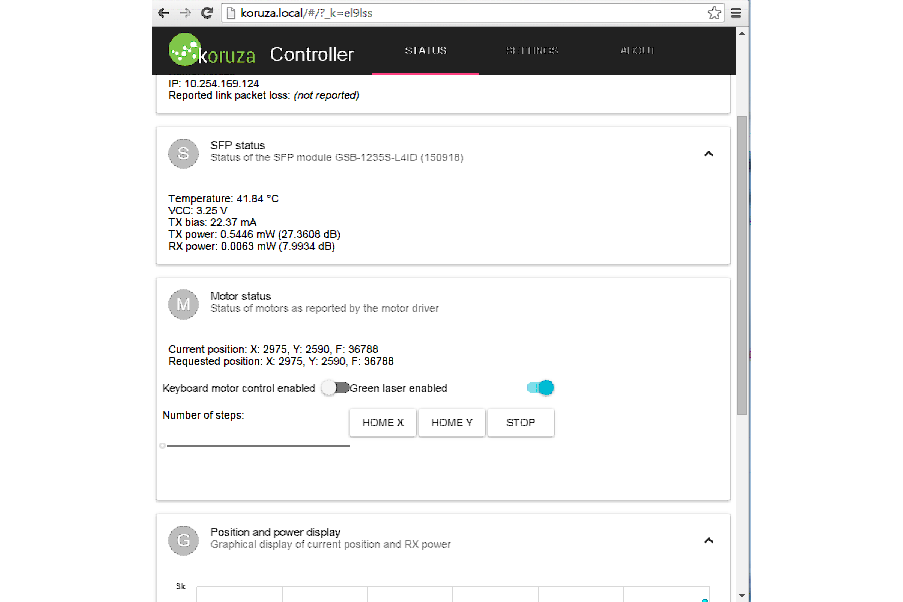 koruza.local/#/?_k=el9lss
koruza Controller STATUS SETTINGS ABOUT
IP: 10.254.169.124
Reported link packet loss: (not reported)
S
SFP status
Status of the SFP module GSB-1235S-L4ID (150918)
Temperature: 41.84 °C
VCC: 3.25 V
TX bias: 22.37 mA
TX power: 0.5446 mW (27.3608 dB)
RX power: 0.0063 mW (7.9934 dB)
M
Motor status
Status of motors as reported by the motor driver
Current position: X: 2975, Y: 2590, F: 36788
Requested position: X: 2975, Y: 2590, F: 36788
Keyboard motor control enabled Green laser enabled
Number of steps: HOME X HOME Y STOP
G
Position and power display
Graphical display of current position and RX power